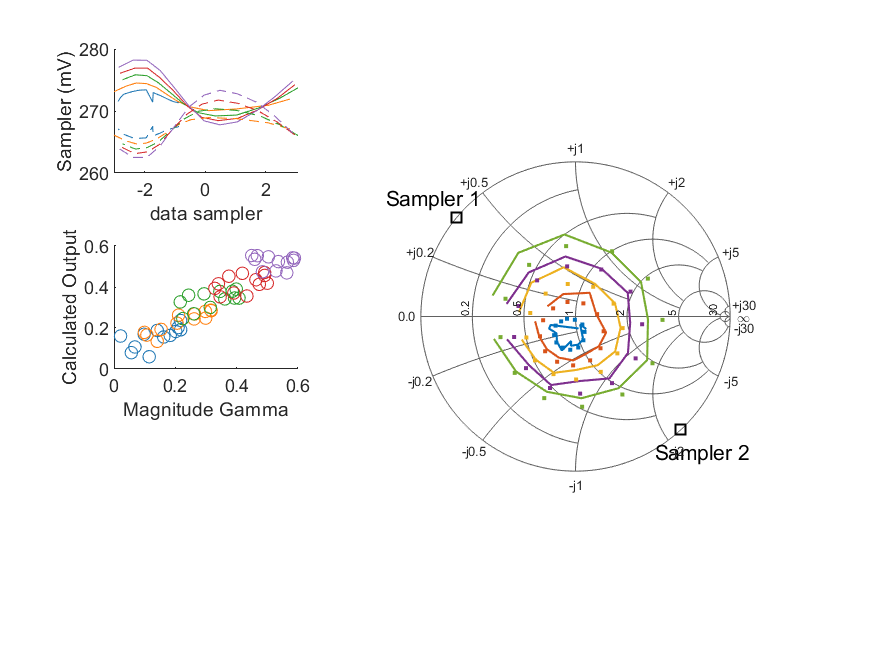 280
270
260
Sampler (mV)
-2 0 2
data sampler
0.6
0.4
0.2
0
Calculated Output
0 0.2 0.4 0.6
Magnitude Gamma
+j1
+j0.5
+j2
Sampler 1
+j0.2
+j5
0.0
0.2
0.5
1
2
5
30
+j30
∞
-j30
-j0.2
-j5
-j0.5
-j2
Sampler 2
-j1